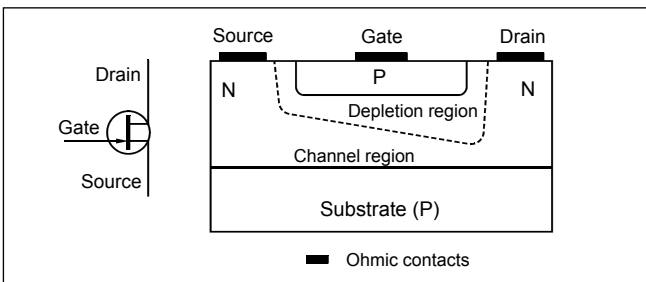 Source Gate Drain
Drain
N P N
Depletion region
Gate
Channel region
Source
Substrate (P)
Ohmic contacts